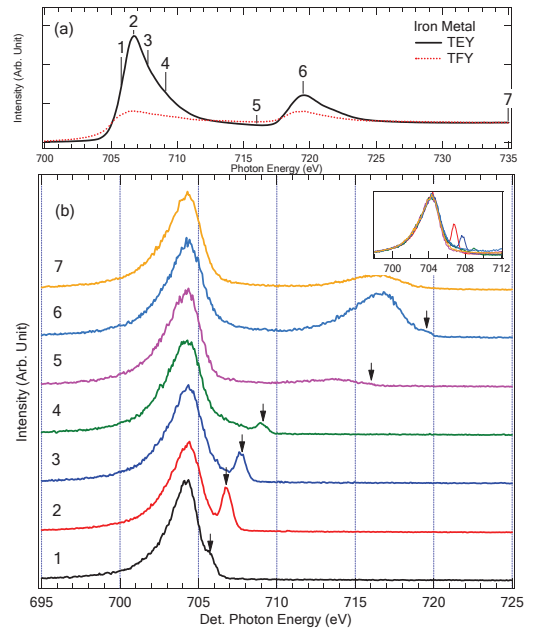 (a)
Iron Metal
TEY
TFY
1
2
3
4
5
6
7
Intensity (Arb. Unit)
700 705 710 715 720 725 730 735
Photon Energy (eV)
(b)
698 704 708 712
7
6
5
4
3
2
1
Intensity (Arb. Unit)
695 700 705 710 715 720 725
Det. Photon Energy (eV)